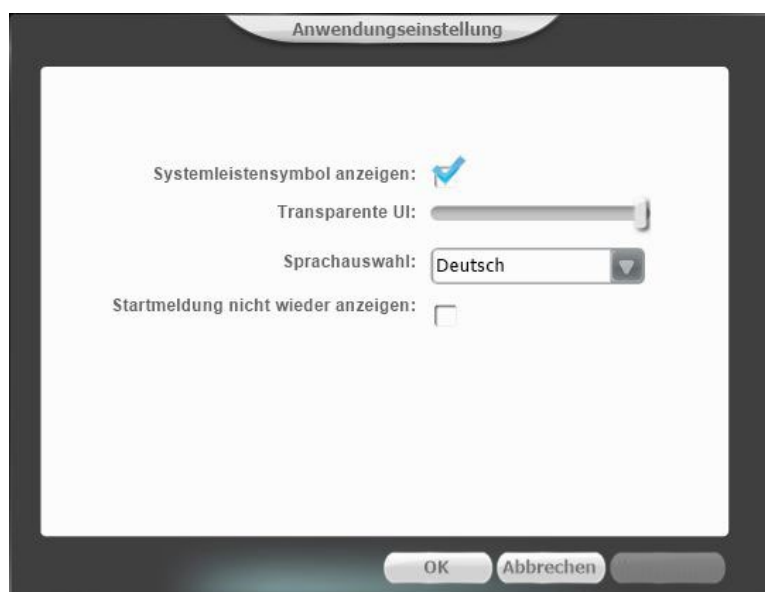 Anwendungseinstellung
Systemleistensymbol anzeigen:
Transparente UI:
Sprachauswahl: Deutsch
Startmeldung nicht wieder anzeigen:
OK Abbrechen